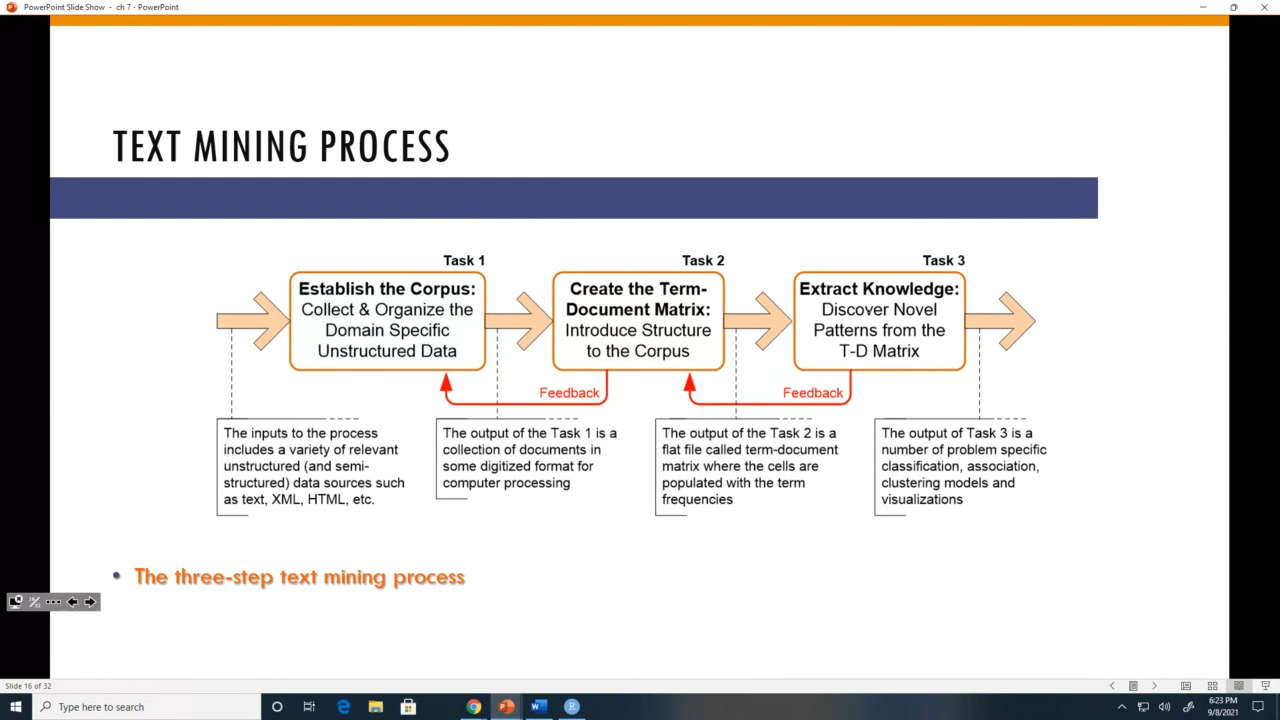 PowerPoint Slide Show - ch 7 - PowerPoint
TEXT MINING PROCESS
Task 1
Establish the Corpus:
Collect & Organize the
Domain Specific
Unstructured Data
Task 2
Create the Term-
Document Matrix:
Introduce Structure
to the Corpus
Task 3
Extract Knowledge:
Discover Novel
Patterns from the
T-D Matrix
Feedback
Feedback
The inputs to the process
includes a variety of relevant
unstructured (and semi-
structured) data sources such
as text, XML, HTML, etc.
The output of the Task 1 is a
collection of documents in
some digitized format for
computer processing
The output of the Task 2 is a
flat file called term-document
matrix where the cells are
populated with the term
frequencies
The output of Task 3 is a
number of problem specific
classification, association,
clustering models and
visualizations
• The three-step text mining process
Slide 16 of 32
Type here to search
6:23 PM
9/8/2021